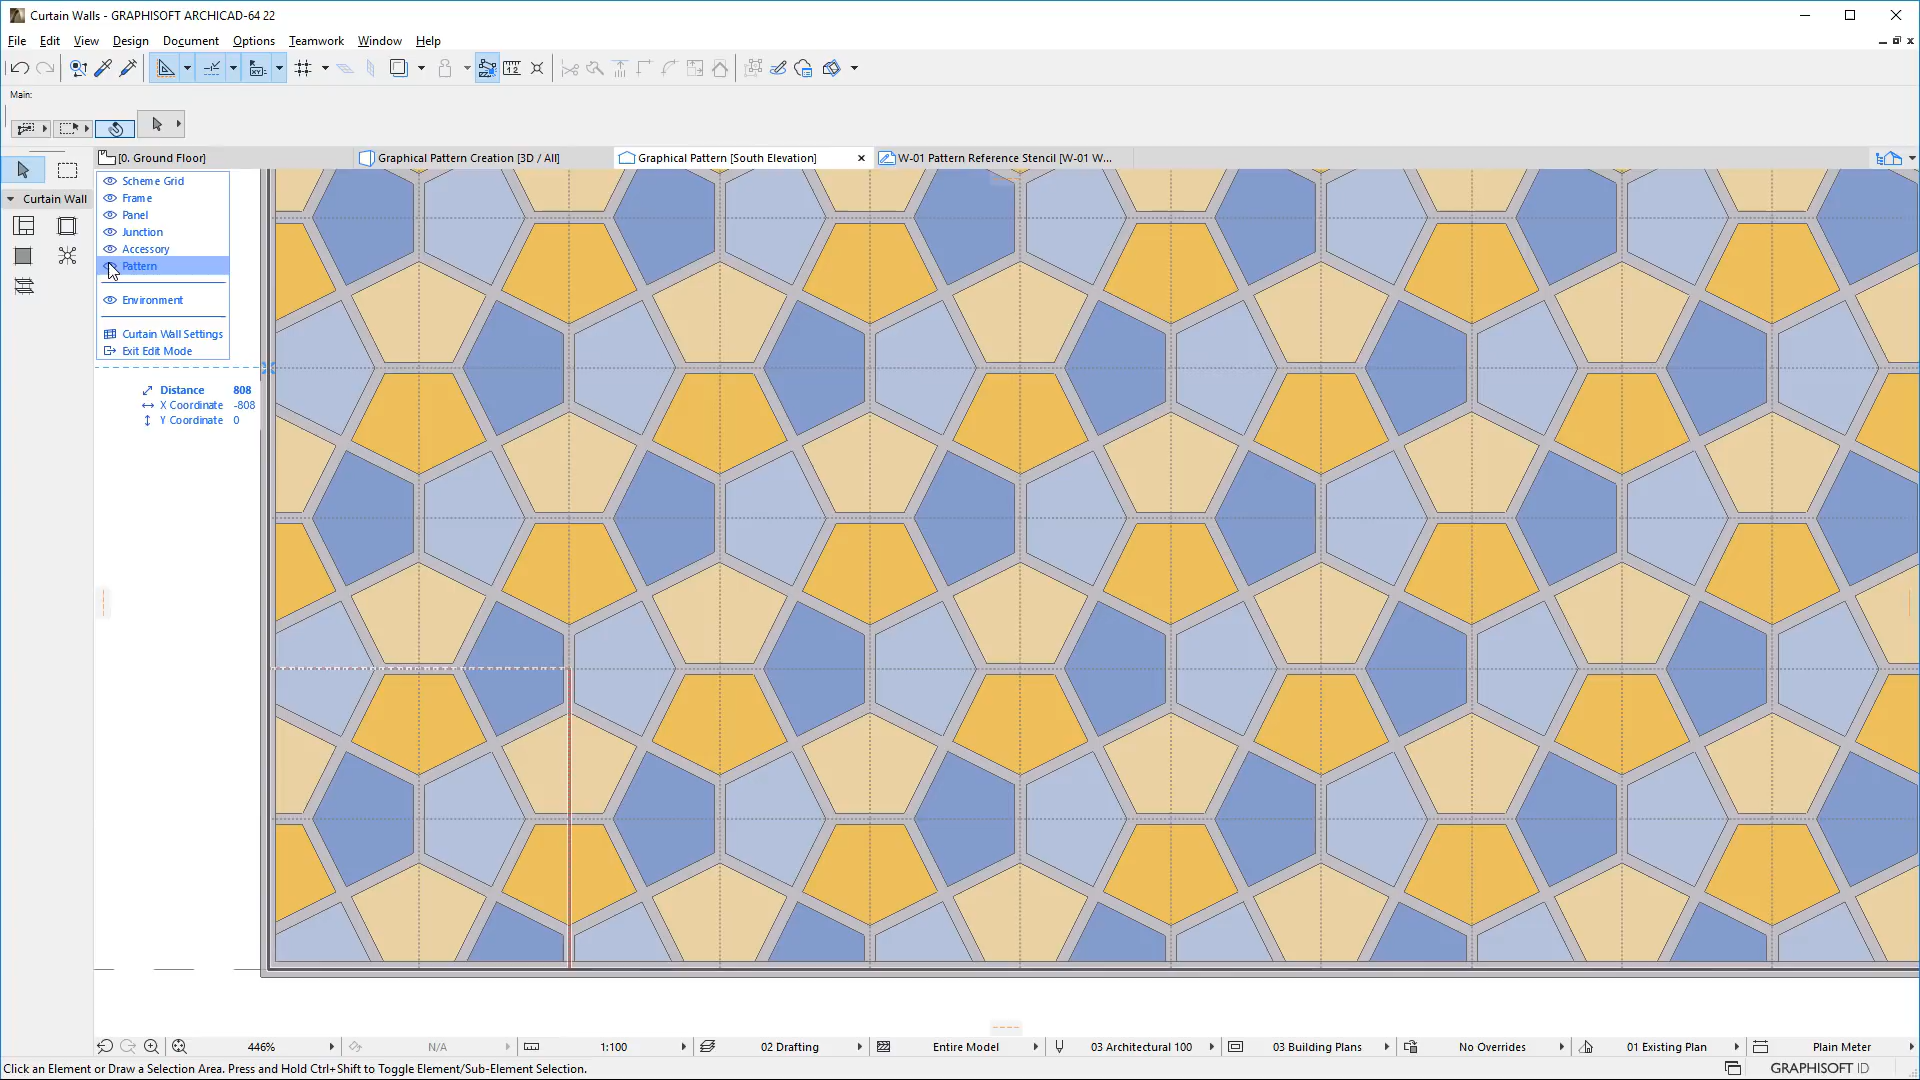 Curtain Walls - GRAPHISOFT ARCHICAD-64 22
File Edit View Design Document Options Teamwork Window Help
Main:
[0. Ground Floor] Graphical Pattern Creation [3D / All] Graphical Pattern [South Elevation] W-01 Pattern Reference Stencil [W-01 W...
Curtain Wall
Scheme Grid
Frame
Panel
Junction
Accessory
Pattern
Environment
Curtain Wall Settings
Exit Edit Mode
Distance 808
X Coordinate -808
Y Coordinate 0
446% N/A 1:100 02 Drafting Entire Model 03 Architectural 100 03 Building Plans No Overrides 01 Existing Plan Plain Meter
Click an Element or Draw a Selection Area. Press and Hold Ctrl+Shift to Toggle Element/Sub-Element Selection.
GRAPHISOFT ID